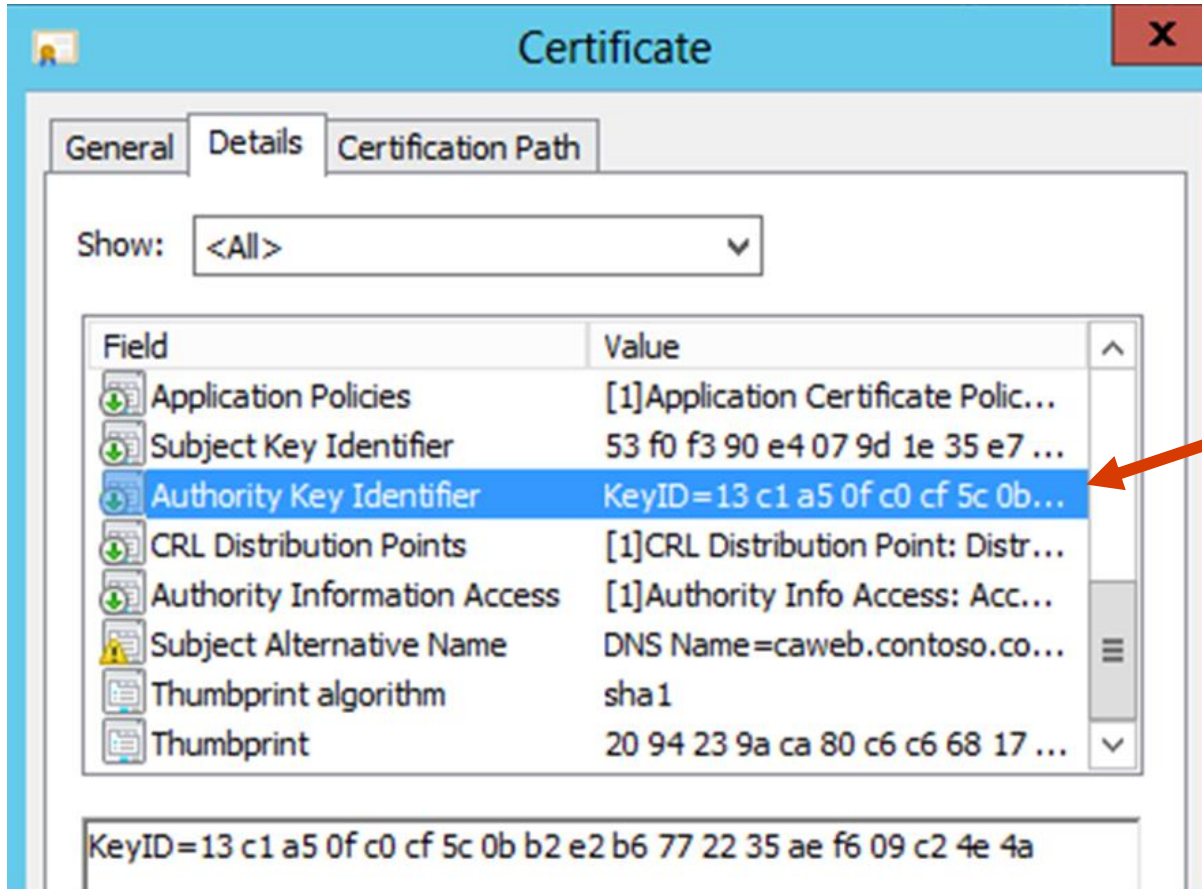 Certificate
x
General Details Certification Path
Show: <All>
Field Value
Application Policies [1]Application Certificate Polic...
Subject Key Identifier 53 f0 f3 90 e4 07 9d 1e 35 e7 ...
Authority Key Identifier KeyID=13 c1 a5 0f c0 cf 5c 0b...
CRL Distribution Points [1]CRL Distribution Point: Distr...
Authority Information Access [1]Authority Info Access: Acc...
Subject Alternative Name DNS Name=caweb.contoso.co...
Thumbprint algorithm sha1
Thumbprint 20 94 23 9a ca 80 c6 c6 68 17 ...
KeyID=13 c1 a5 0f c0 cf 5c 0b b2 e2 b6 77 22 35 ae f6 09 c2 4e 4a